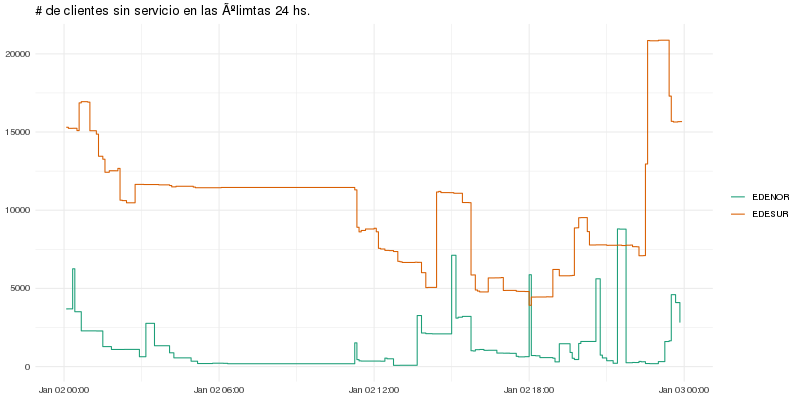 # de clientes sin servicio en las Ãºlimtas 24 hs.
20000
15000
10000
5000
0
Jan 02 00:00
Jan 02 06:00
Jan 02 12:00
Jan 02 18:00
Jan 03 00:00
EDENOR
EDESUR